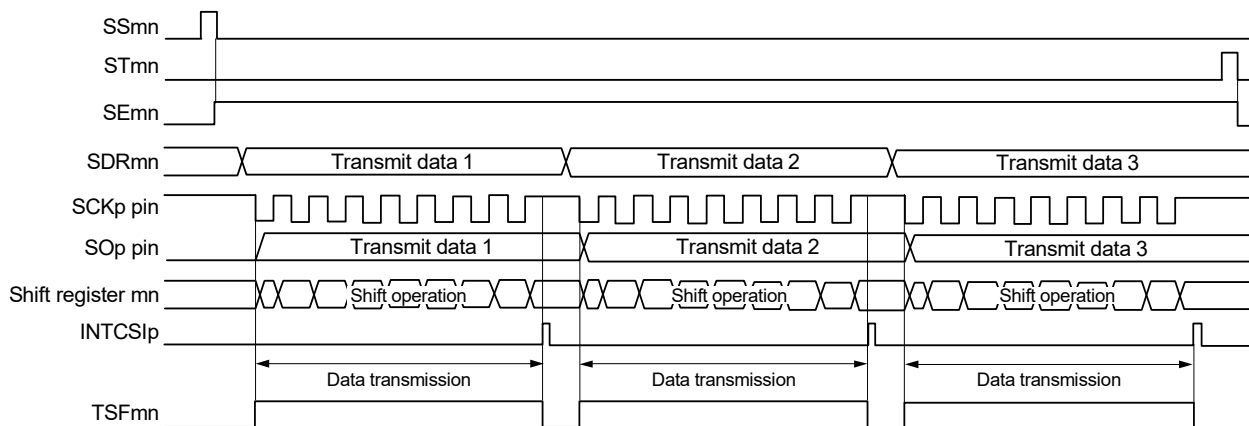 SSmn
STmn
SEmn
SDRmn Transmit data 1 Transmit data 2 Transmit data 3
SCKp pin
SOp pin Transmit data 1 Transmit data 2 Transmit data 3
Shift register mn Shift operation Shift operation Shift operation
INTCSIp
Data transmission Data transmission Data transmission
TSFmn